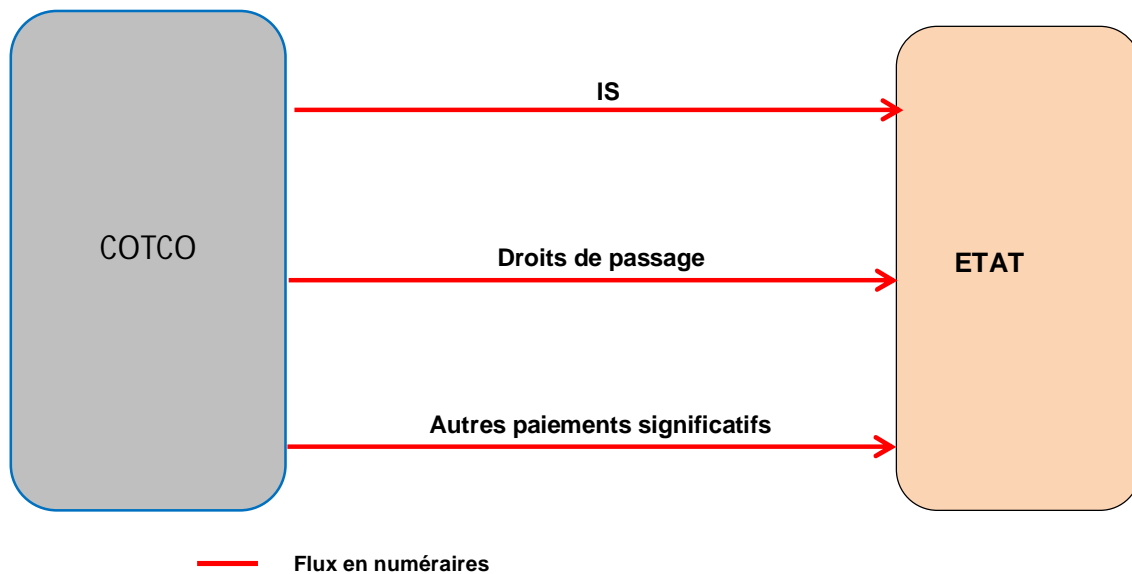 IS
COTCO
Droits de passage
ETAT
Autres paiements significatifs
Flux en numéraires